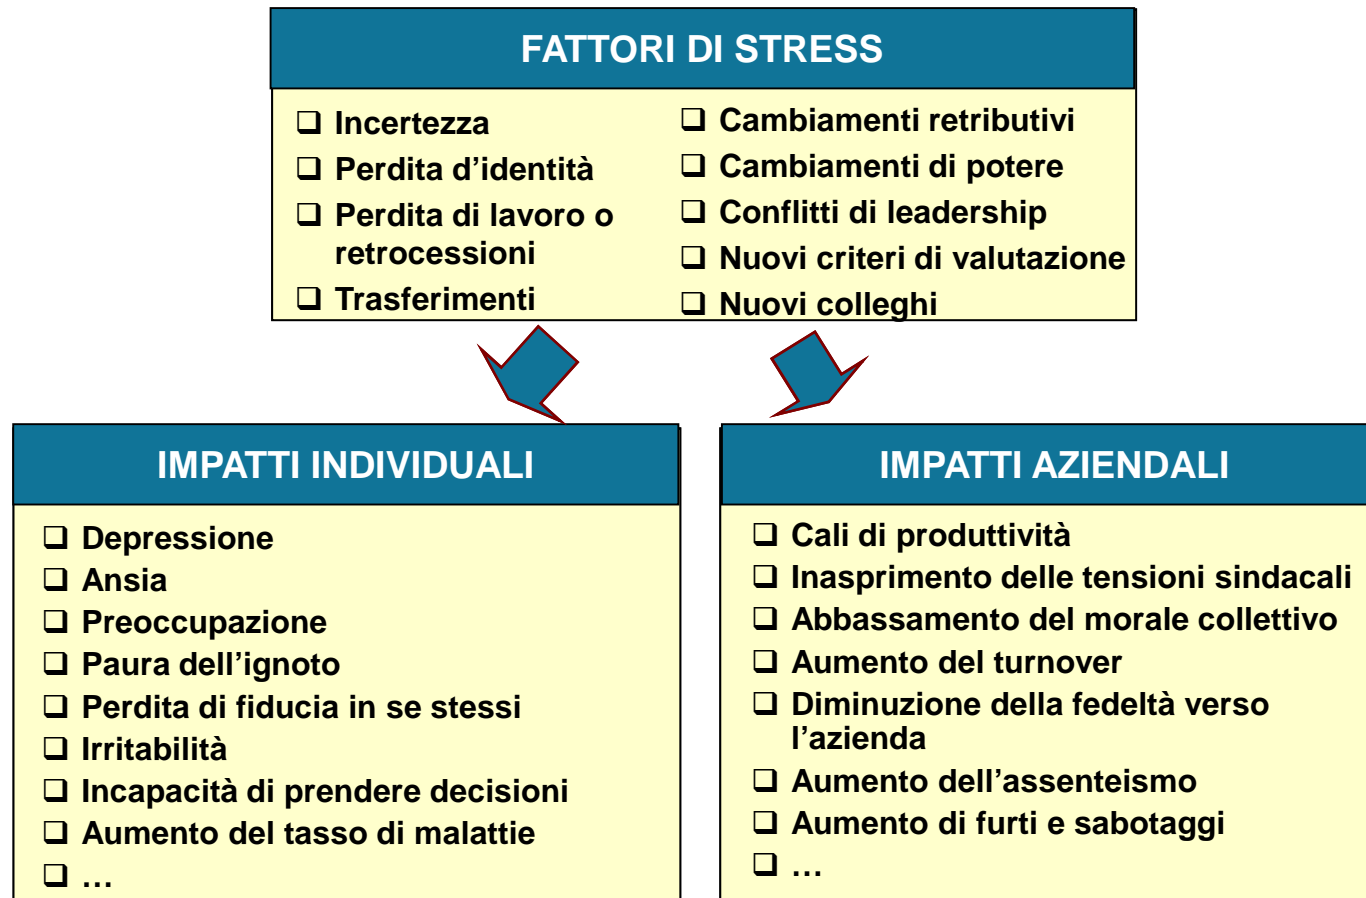 FATTORI DI STRESS
❑ Incertezza
❑ Perdita d’identità
❑ Perdita di lavoro o
retrocessioni
❑ Trasferimenti
❑ Cambiamenti retributivi
❑ Cambiamenti di potere
❑ Conflitti di leadership
❑ Nuovi criteri di valutazione
❑ Nuovi colleghi
IMPATTI INDIVIDUALI
❑ Depressione
❑ Ansia
❑ Preoccupazione
❑ Paura dell’ignoto
❑ Perdita di fiducia in se stessi
❑ Irritabilità
❑ Incapacità di prendere decisioni
❑ Aumento del tasso di malattie
❑ …
IMPATTI AZIENDALI
❑ Cali di produttività
❑ Inasprimento delle tensioni sindacali
❑ Abbassamento del morale collettivo
❑ Aumento del turnover
❑ Diminuzione della fedeltà verso
l’azienda
❑ Aumento dell’assenteismo
❑ Aumento di furti e sabotaggi
❑ …